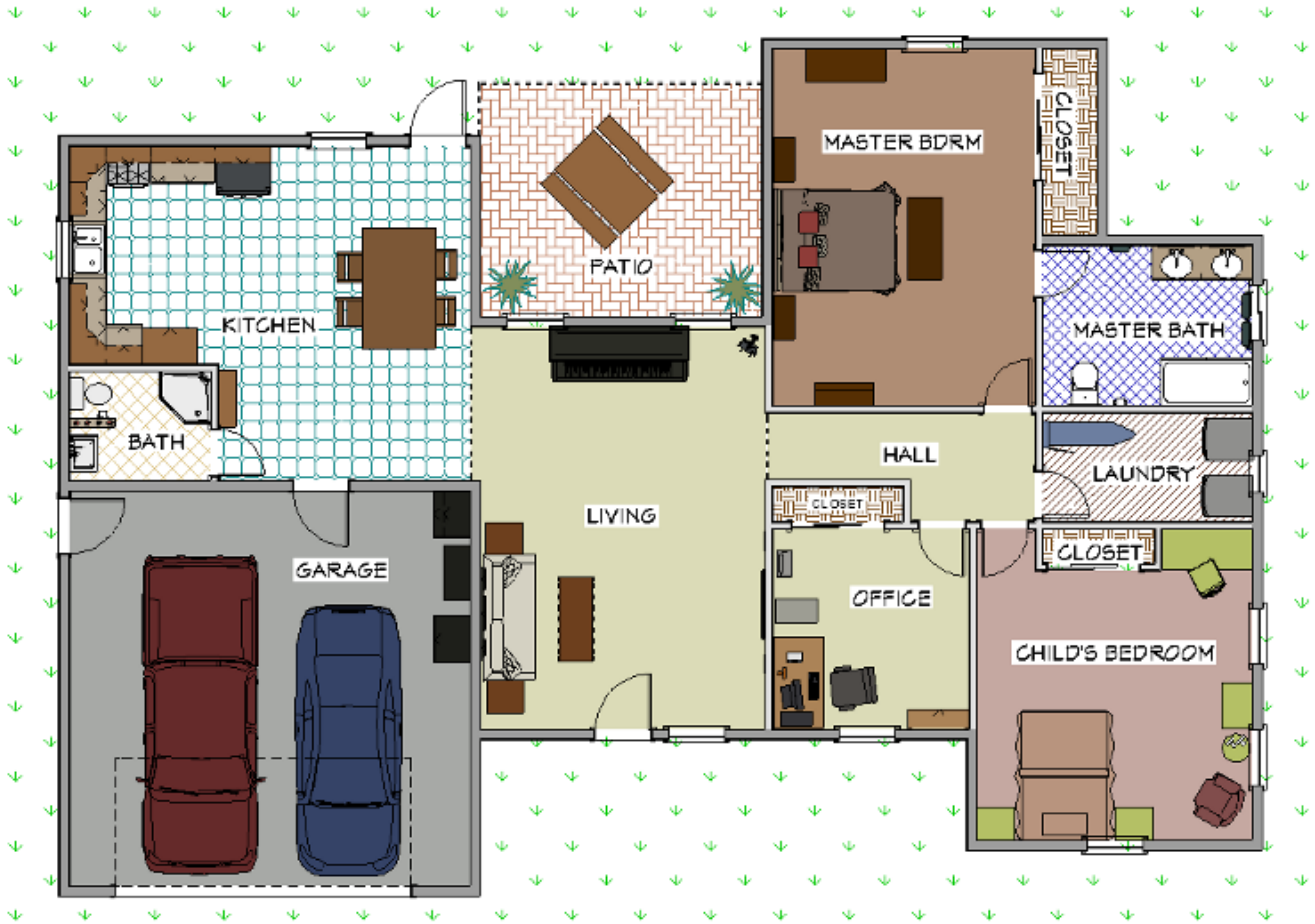 CLOSET
MASTER BDRM
PATIO
KITCHEN
MASTER BATH
BATH
HALL
LAUNDRY
CLOSET
LIVING
CLOSET
GARAGE
OFFICE
CHILD'S BEDROOM